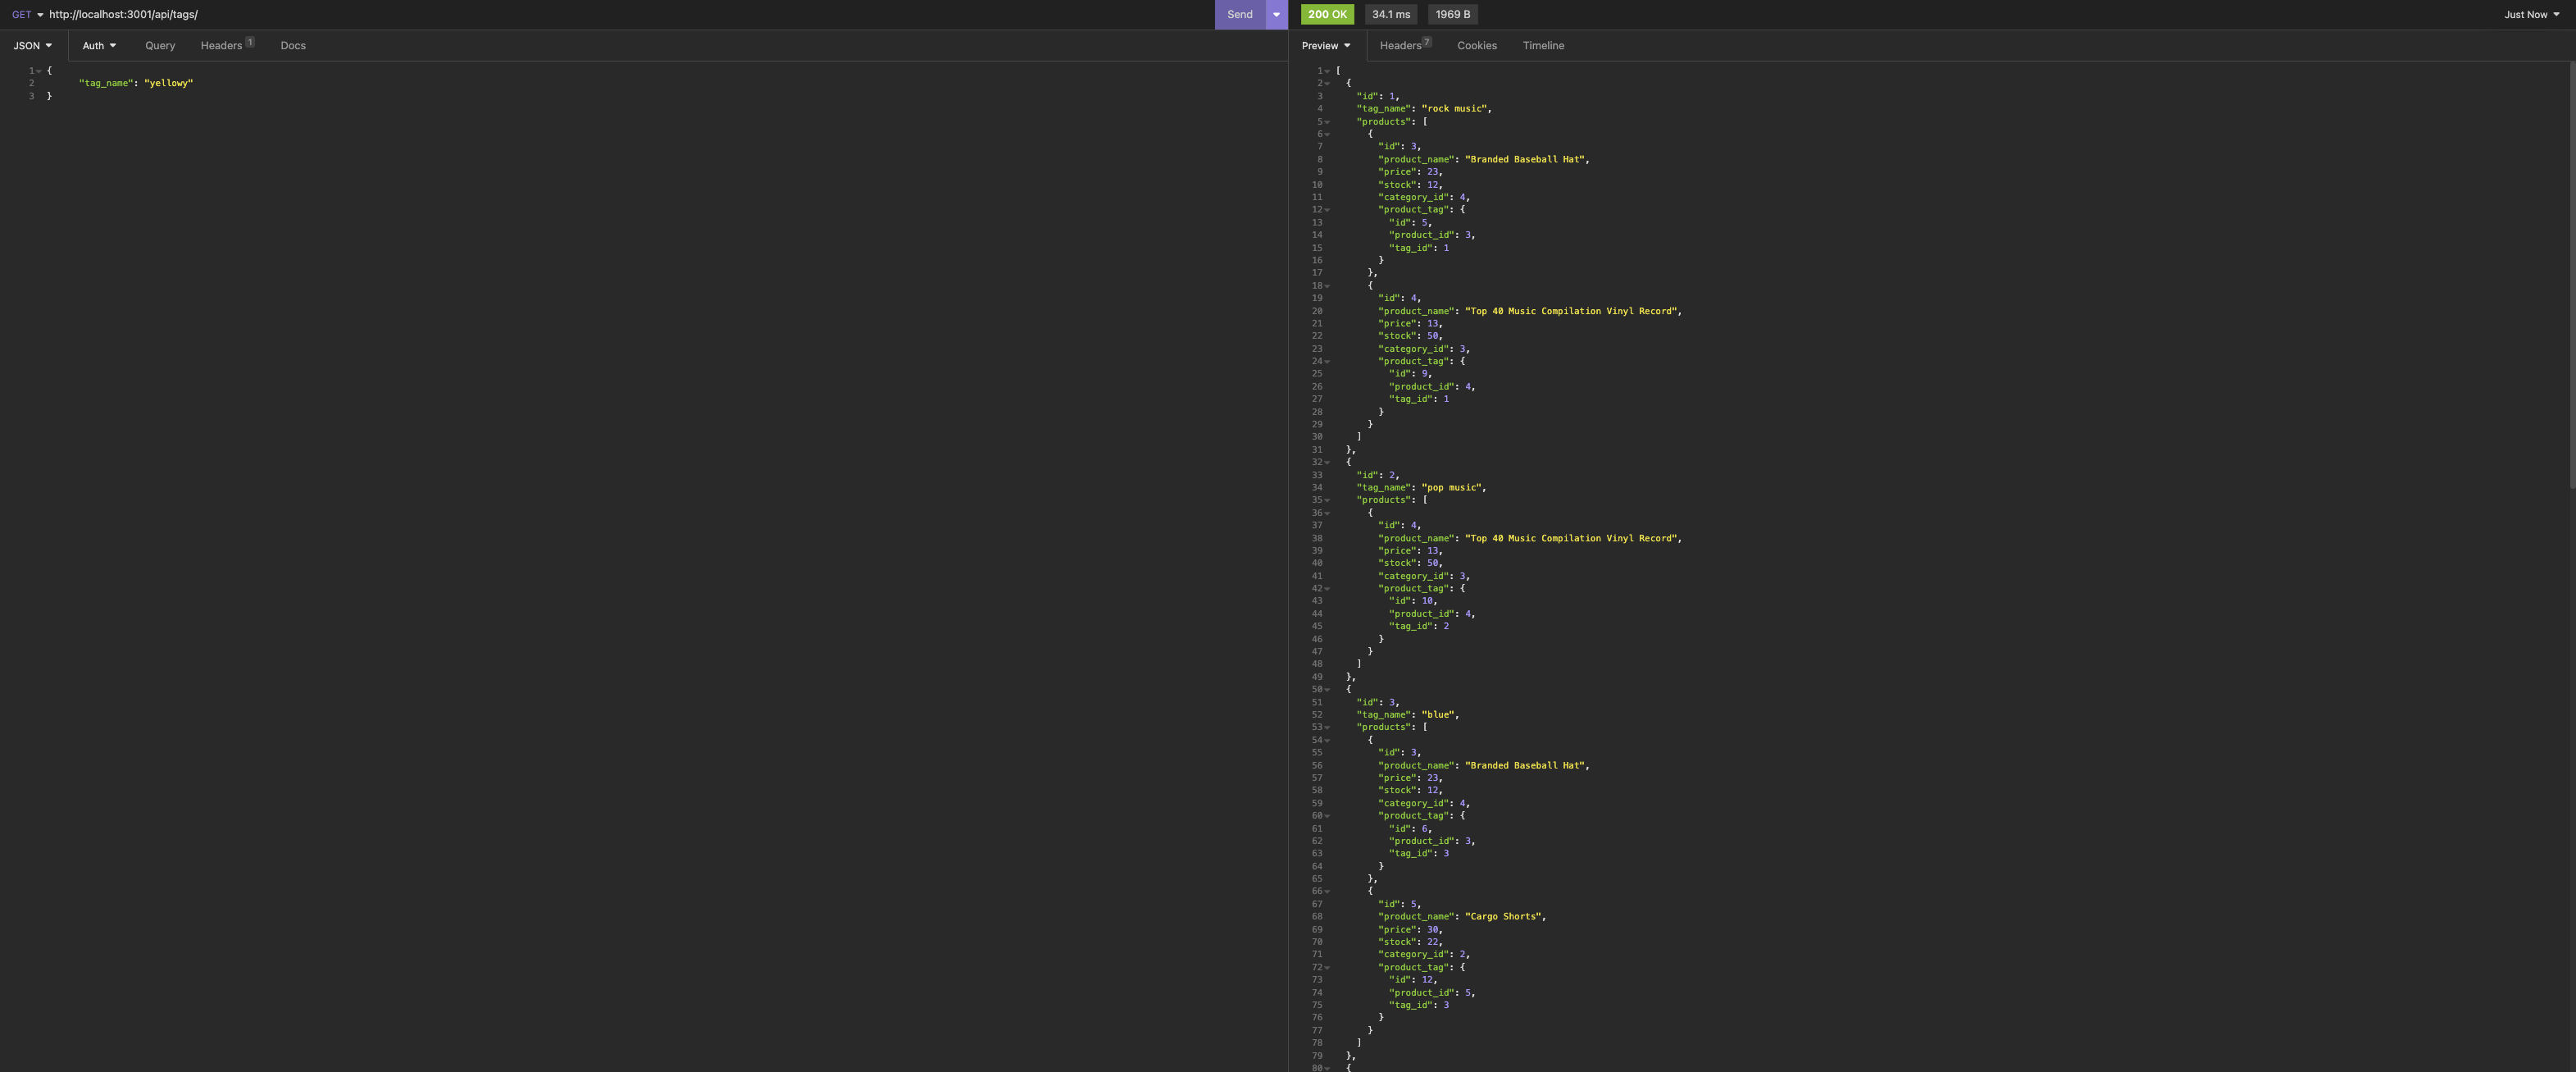 GET http://localhost:3001/api/tags/ Send
200 OK 34.1 ms 1969 B Just Now
JSON Auth Query Headers 1 Docs
Preview Headers 7 Cookies Timeline
1 {
2 "tag_name": "yellowy"
3 }
1 [
2 {
3 "id": 1,
4 "tag_name": "rock music",
5 "products": [
6 {
7 "id": 3,
8 "product_name": "Branded Baseball Hat",
9 "price": 23,
10 "stock": 12,
11 "category_id": 4,
12 "product_tag": {
13 "id": 5,
14 "product_id": 3,
15 "tag_id": 1
16 }
17 },
18 {
19 "id": 4,
20 "product_name": "Top 40 Music Compilation Vinyl Record",
21 "price": 13,
22 "stock": 50,
23 "category_id": 3,
24 "product_tag": {
25 "id": 9,
26 "product_id": 4,
27 "tag_id": 1
28 }
29 }
30 ]
31 },
32 {
33 "id": 2,
34 "tag_name": "pop music",
35 "products": [
36 {
37 "id": 4,
38 "product_name": "Top 40 Music Compilation Vinyl Record",
39 "price": 13,
40 "stock": 50,
41 "category_id": 3,
42 "product_tag": {
43 "id": 10,
44 "product_id": 4,
45 "tag_id": 2
46 }
47 }
48 ]
49 },
50 {
51 "id": 3,
52 "tag_name": "blue",
53 "products": [
54 {
55 "id": 3,
56 "product_name": "Branded Baseball Hat",
57 "price": 23,
58 "stock": 12,
59 "category_id": 4,
60 "product_tag": {
61 "id": 6,
62 "product_id": 3,
63 "tag_id": 3
64 }
65 },
66 {
67 "id": 5,
68 "product_name": "Cargo Shorts",
69 "price": 30,
70 "stock": 22,
71 "category_id": 2,
72 "product_tag": {
73 "id": 12,
74 "product_id": 5,
75 "tag_id": 3
76 }
77 }
78 ]
79 },
80 {